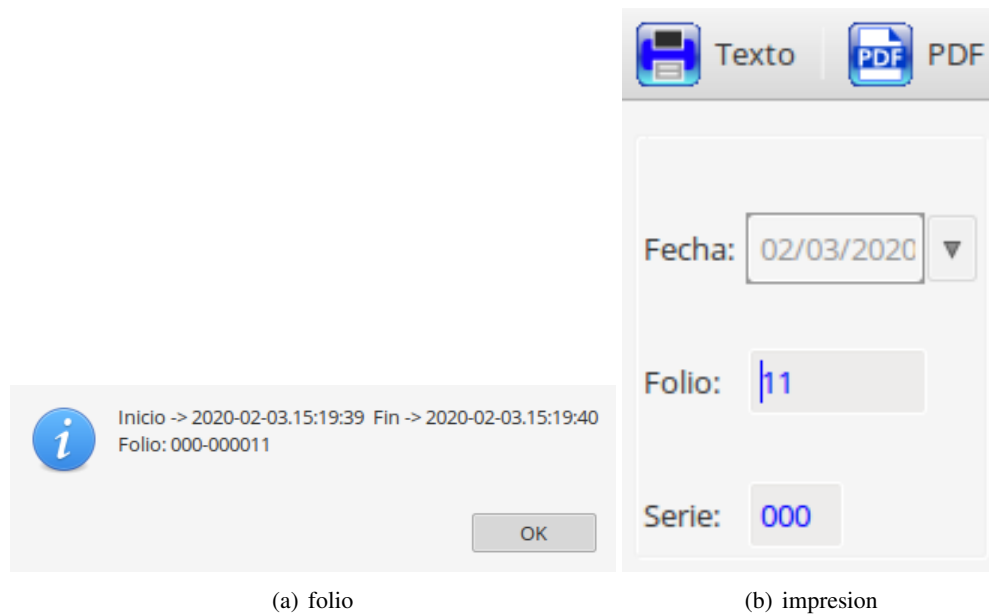 Texto PDF PDF
Fecha: 02/03/2020
Folio: 11
Inicio -> 2020-02-03.15:19:39 Fin -> 2020-02-03.15:19:40
Folio: 000-000011
OK
Serie: 000
(a) folio
(b) impresion